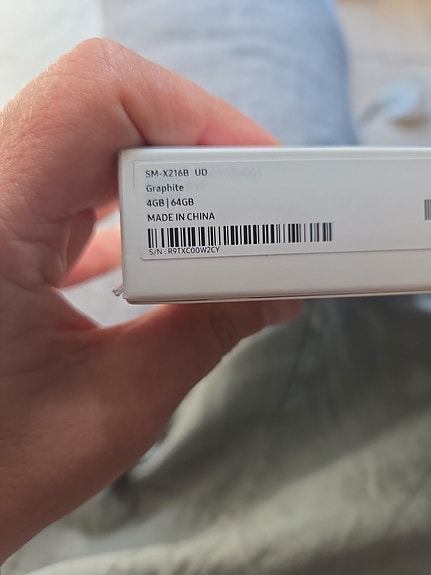 SM-X216B UD
Graphite
4GB | 64GB
MADE IN CHINA
S/N : R9TXC00W2CY